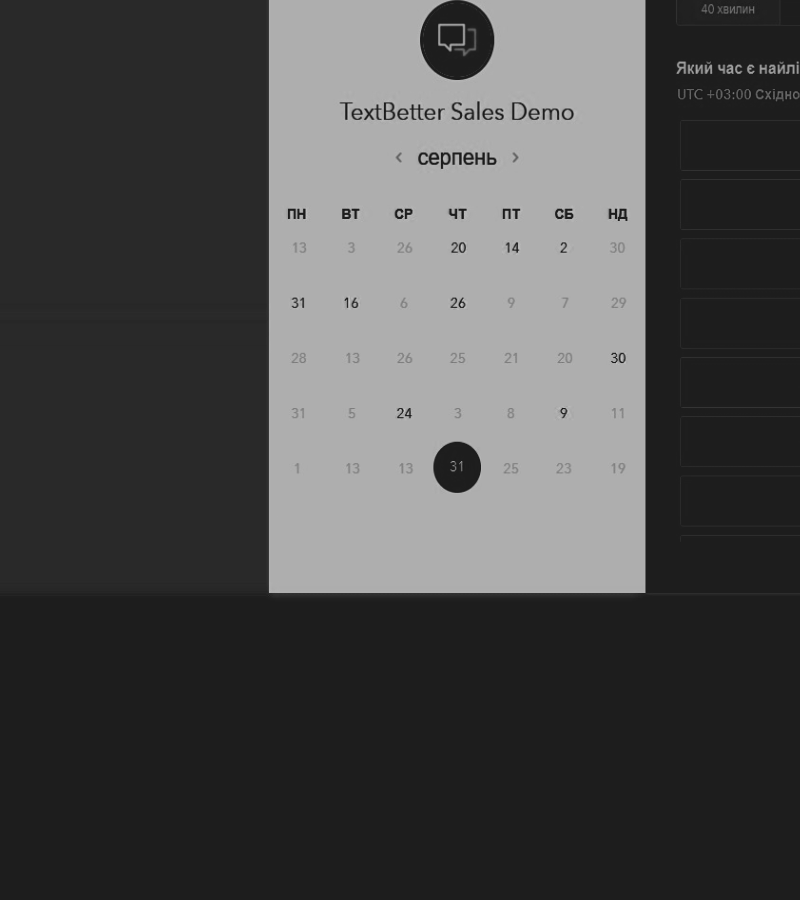 40 хвилин
TextBetter Sales Demo
Який час є найлі
UTC +03:00 Східно
‹ серпень ›
ПН ВТ СР ЧТ ПТ СБ НД
13 3 26 20 14 2 30
31 16 6 26 9 7 29
28 13 26 25 21 20 30
31 5 24 3 8 9 11
1 13 13 31 25 23 19